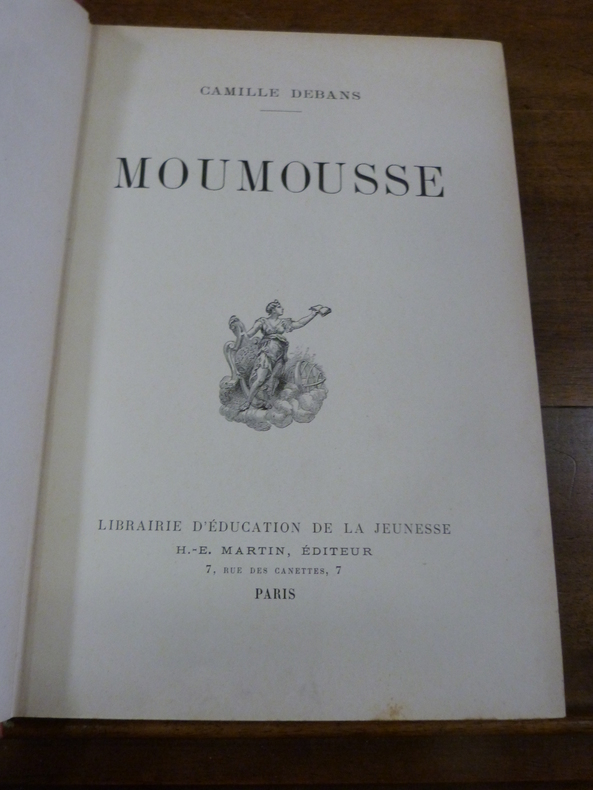 CAMILLE DEBANS
MOUMOUSSE
LIBRAIRIE D'ÉDUCATION DE LA JEUNESSE
H.-E. MARTIN, ÉDITEUR
7, RUE DES CANETTES, 7
PARIS